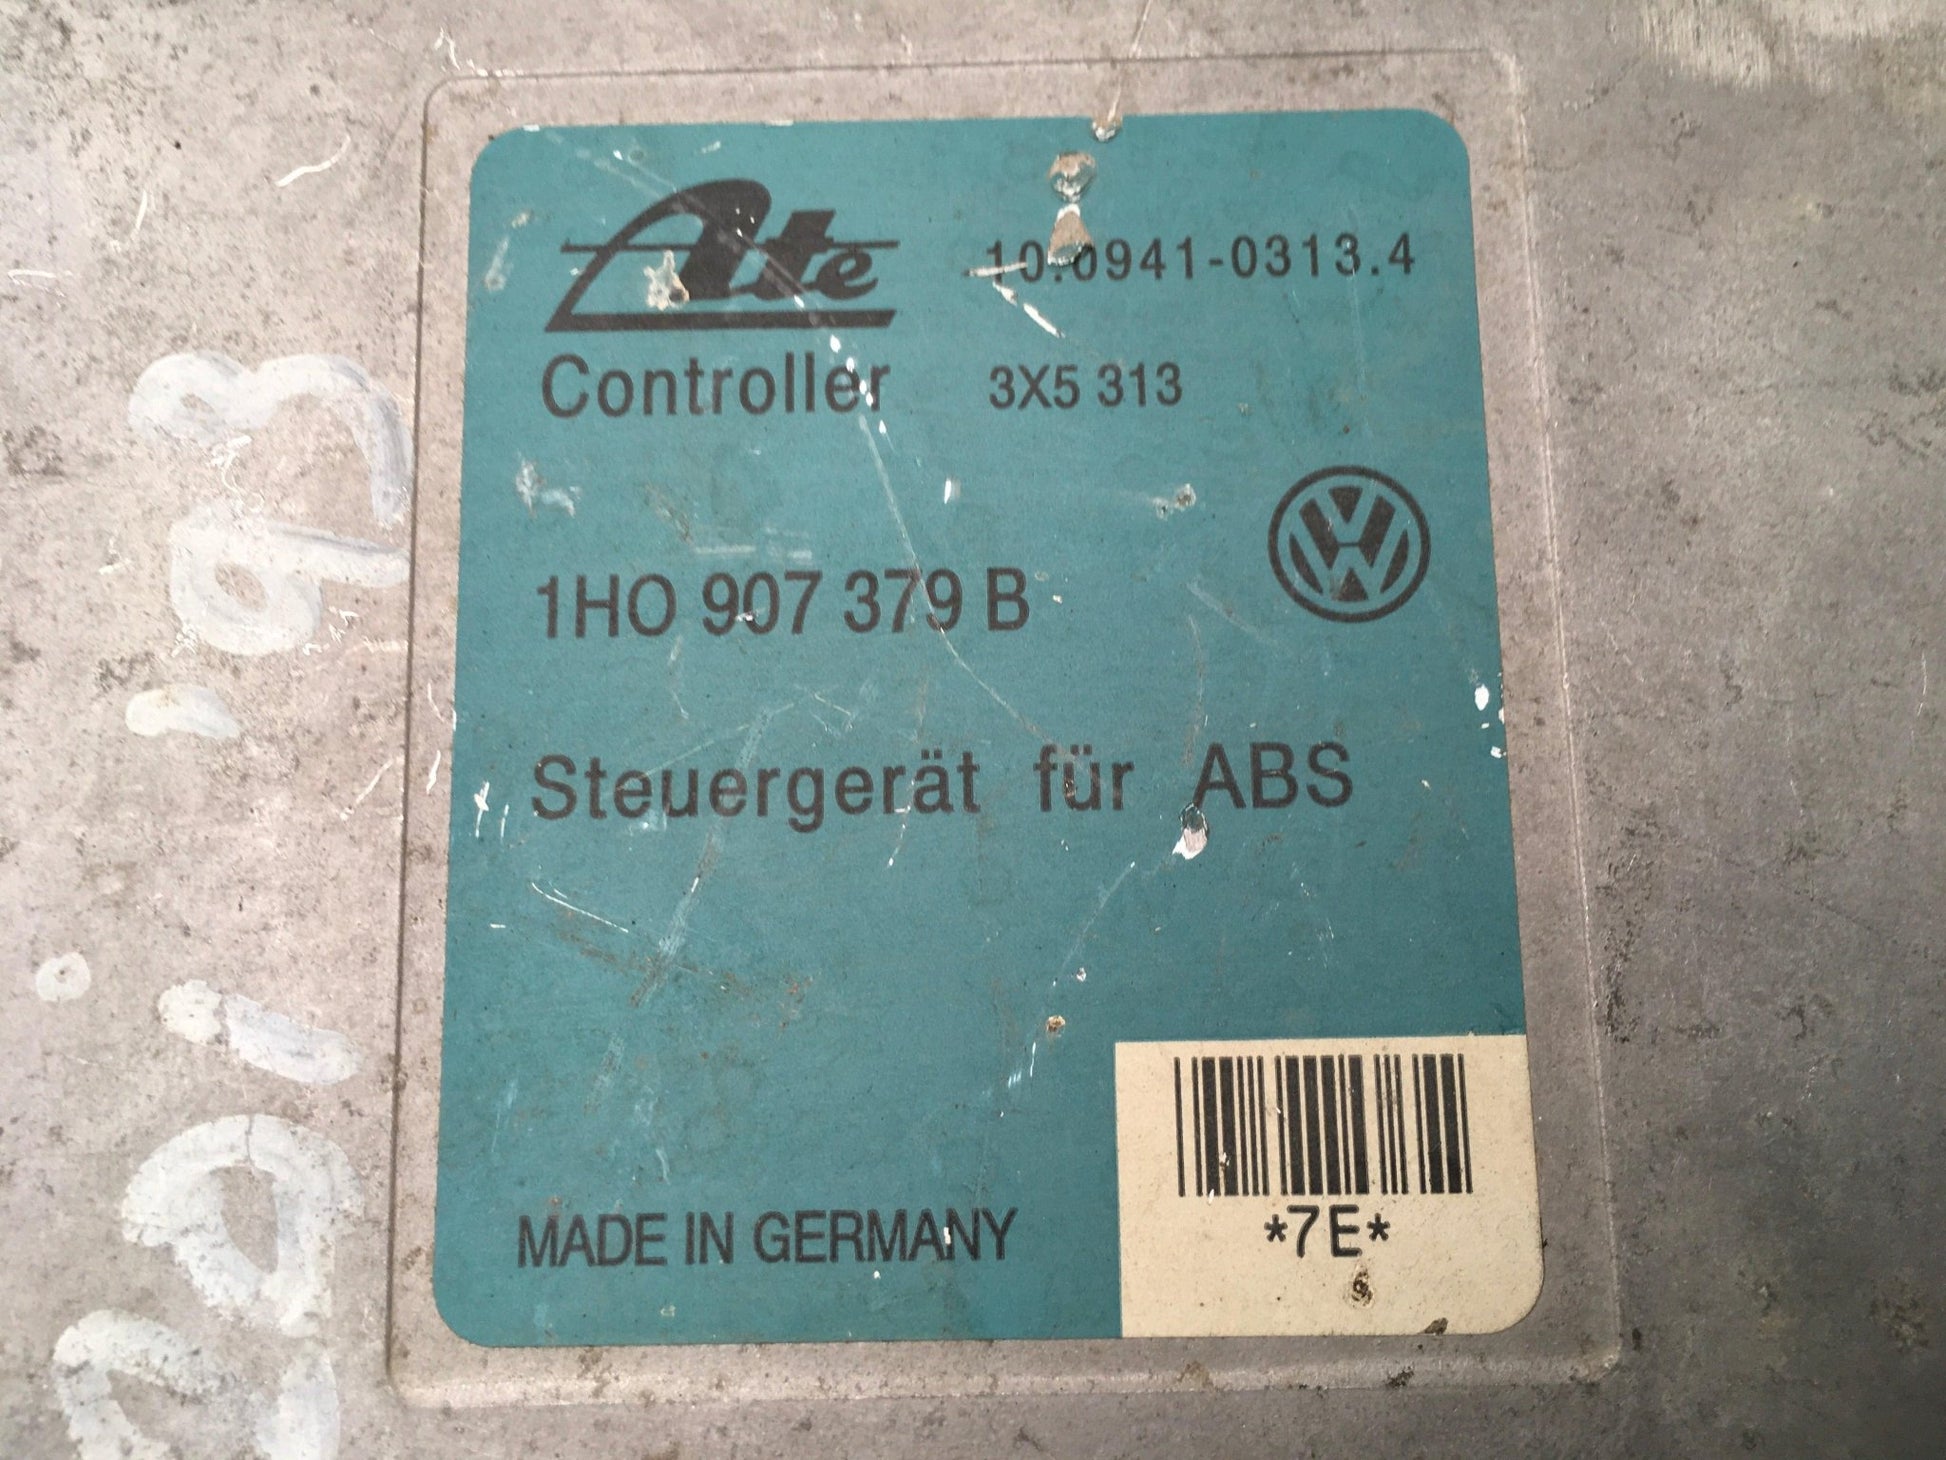 Ate 10.0941-0313.4
Controller 3X5 313
1HO 907 379 B
Steuergerät für ABS
MADE IN GERMANY
*7E*